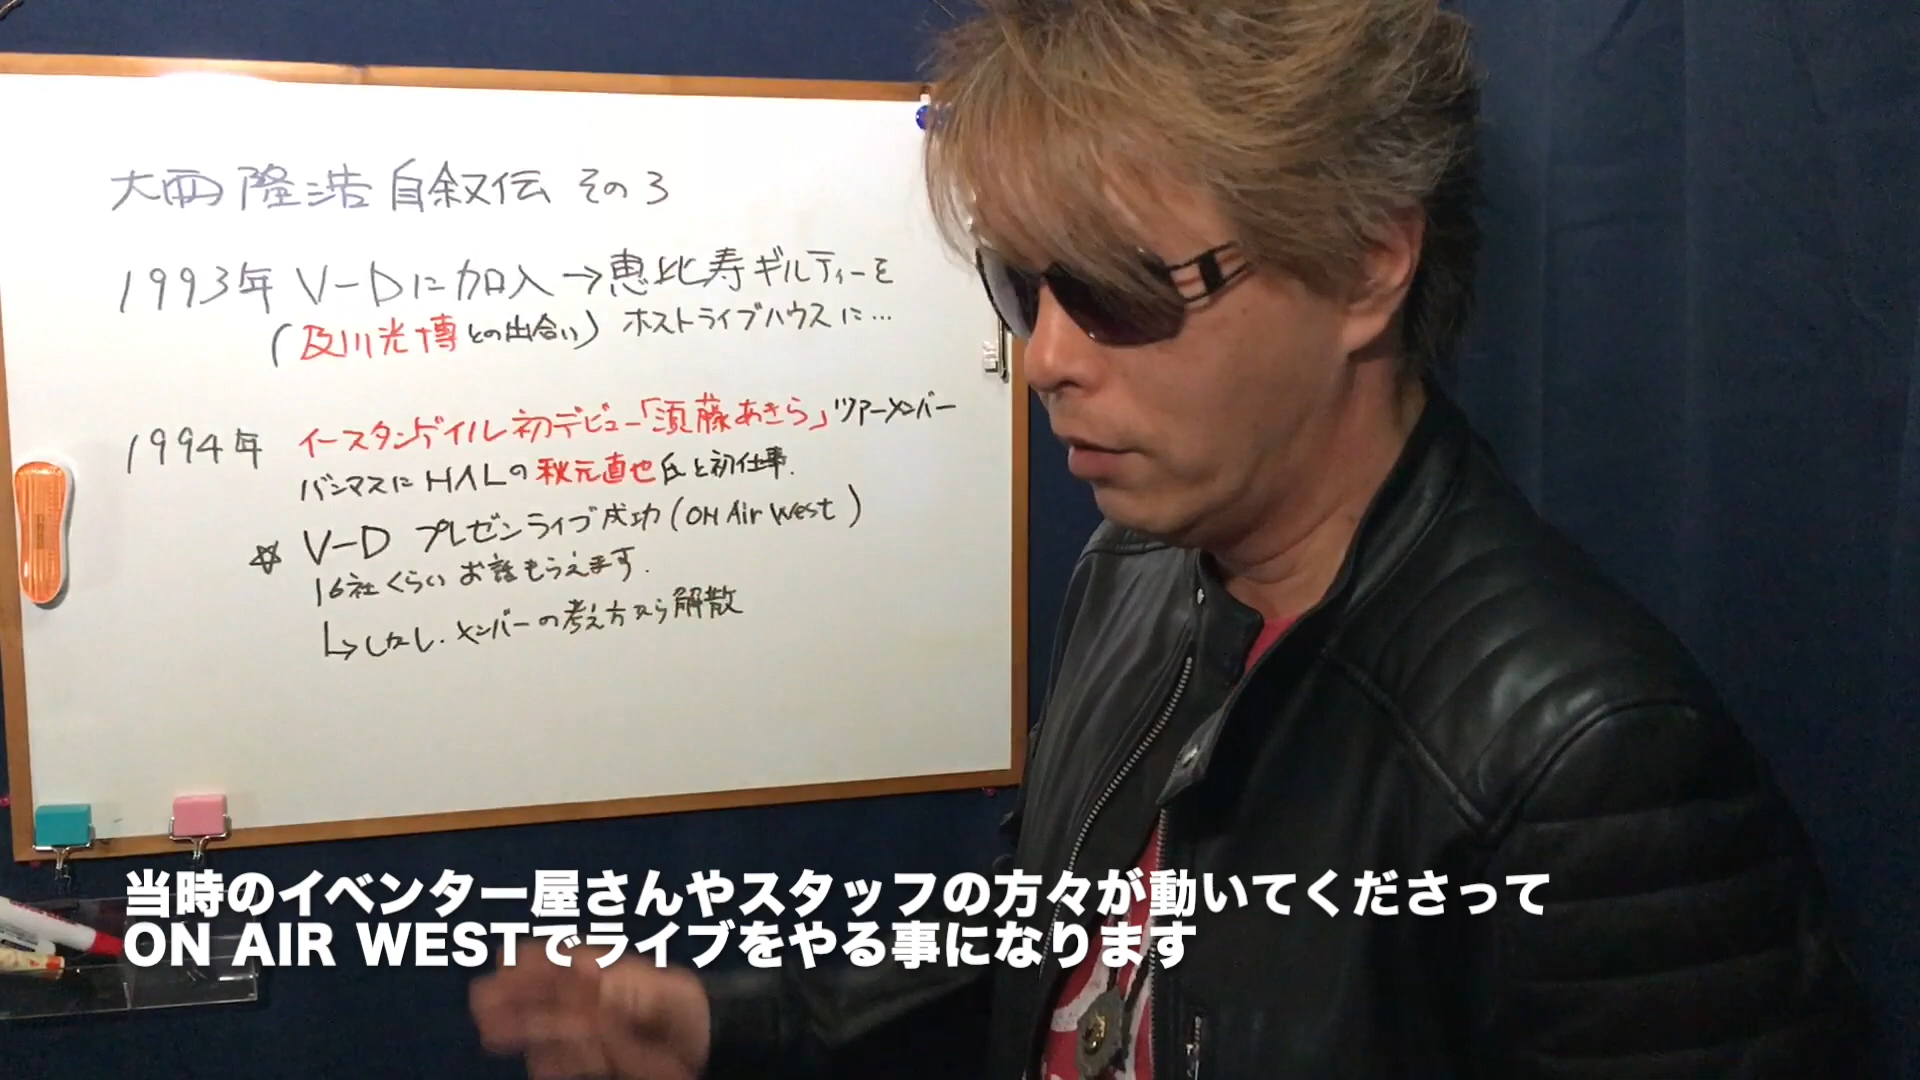 大西隆浩自叙伝 その3
1993年 V-Dに加入→恵比寿ギルティーを
(及川光博との出合い) ホストライブハウスに…
1994年 イースタンゲイル初デビュー「須藤あきら」ツアーメンバー
バンマスにHALの秋元直也氏と初仕事.
☆ V-D プレゼンライブ成功(ON Air West)
16社くらいお話もらえます.
↳しかし.メンバーの考え方から解散
当時のイベンター屋さんやスタッフの方々が動いてくださって
ON AIR WESTでライブをやる事になります